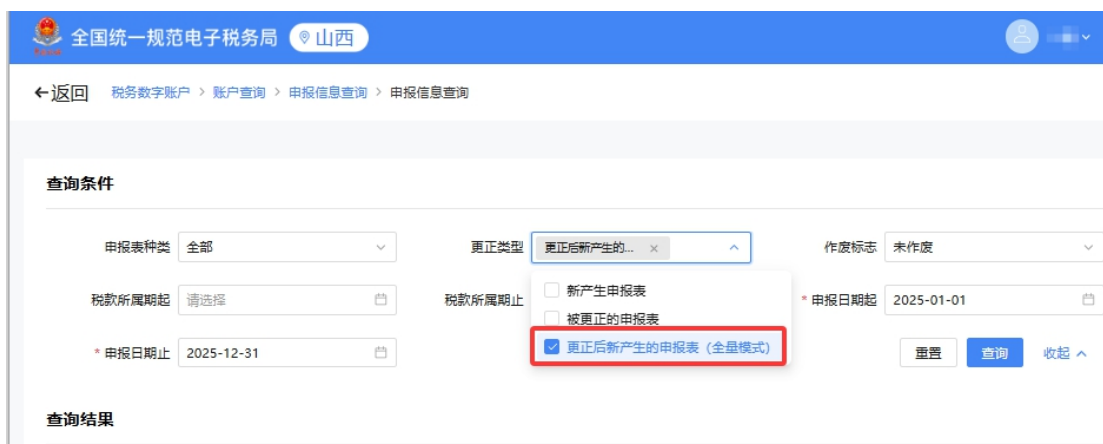 全国统一规范电子税务局 山西
返回 税务数字账户 > 账户查询 > 申报信息查询 > 申报信息查询
查询条件
申报表种类 全部 更正类型 更正后新产生的... × 作废标志 未作废
税款所属期起 请选择 税款所属期止 * 申报日期起 2025-01-01
新产生申报表
被更正的申报表
更正后新产生的申报表（全量模式）
* 申报日期止 2025-12-31 重置 查询 收起
查询结果